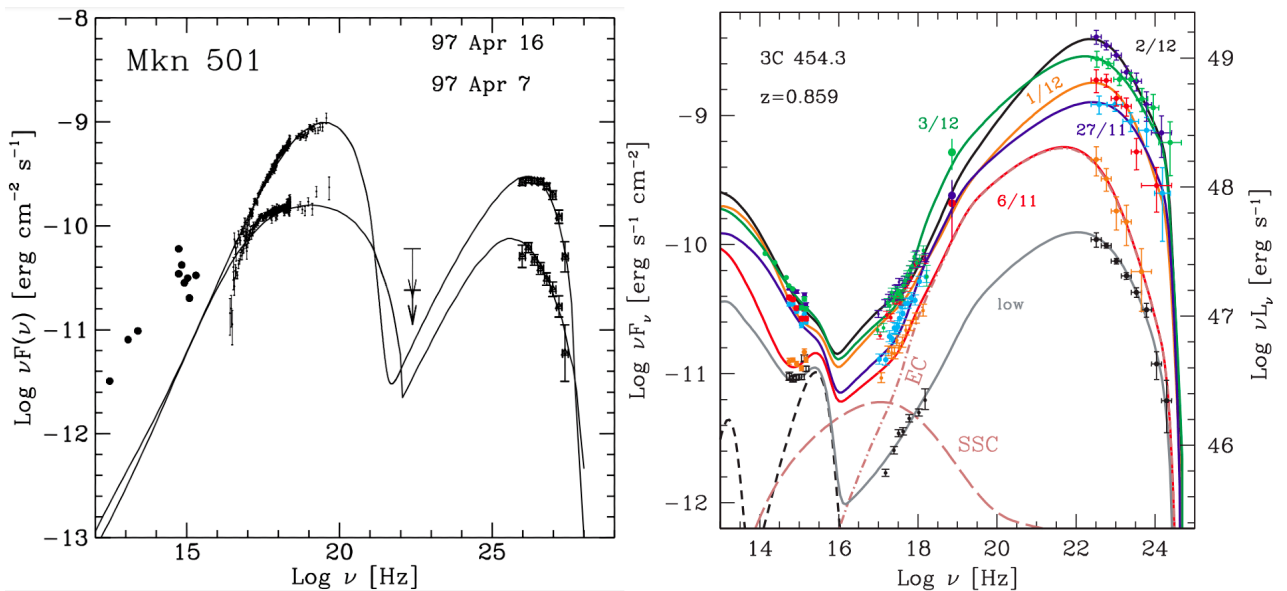 Mkn 501
97 Apr 16
97 Apr 7
Log ν F(ν) [erg cm⁻² s⁻¹]
-8
-9
-10
-11
-12
-13
15
20
25
Log ν [Hz]
3C 454.3
z=0.859
2/12
1/12
3/12
27/11
6/11
low
EC
SSC
Log νFν [erg s⁻¹ cm⁻²]
-9
-10
-11
-12
14
16
18
20
22
24
Log ν [Hz]
49
48
47
46
Log νLν [erg s⁻¹]